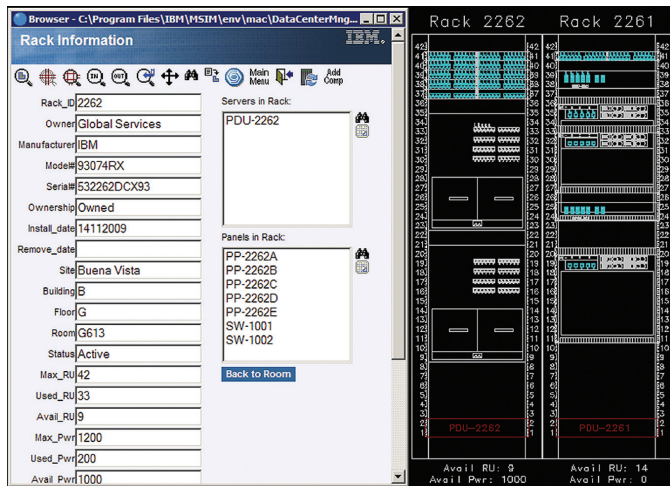 Browser - C:\Program Files\IBM\MSIM\env\mac\DataCenterMng...
Rack Information
IBM.
IN
OUT
Main Menu
Add Comp
Rack_ID 2262
Owner Global Services
Manufacturer IBM
Model# 93074RX
Serial# 532262DCX93
Ownership Owned
Install_date 14112009
Remove_date
Site Buena Vista
Building B
Floor G
Room G613
Status Active
Max_RU 42
Used_RU 33
Avail_RU 9
Max_Pwr 1200
Used_Pwr 200
Avail_Pwr 1000
Servers in Rack:
PDU-2262
Panels in Rack:
PP-2262A
PP-2262B
PP-2262C
PP-2262D
PP-2262E
SW-1001
SW-1002
Back to Room
Rack 2262
PDU-2262
Avail RU: 9
Avail Pwr: 1000
Rack 2261
PDU-2261
Avail RU: 14
Avail Pwr: 0